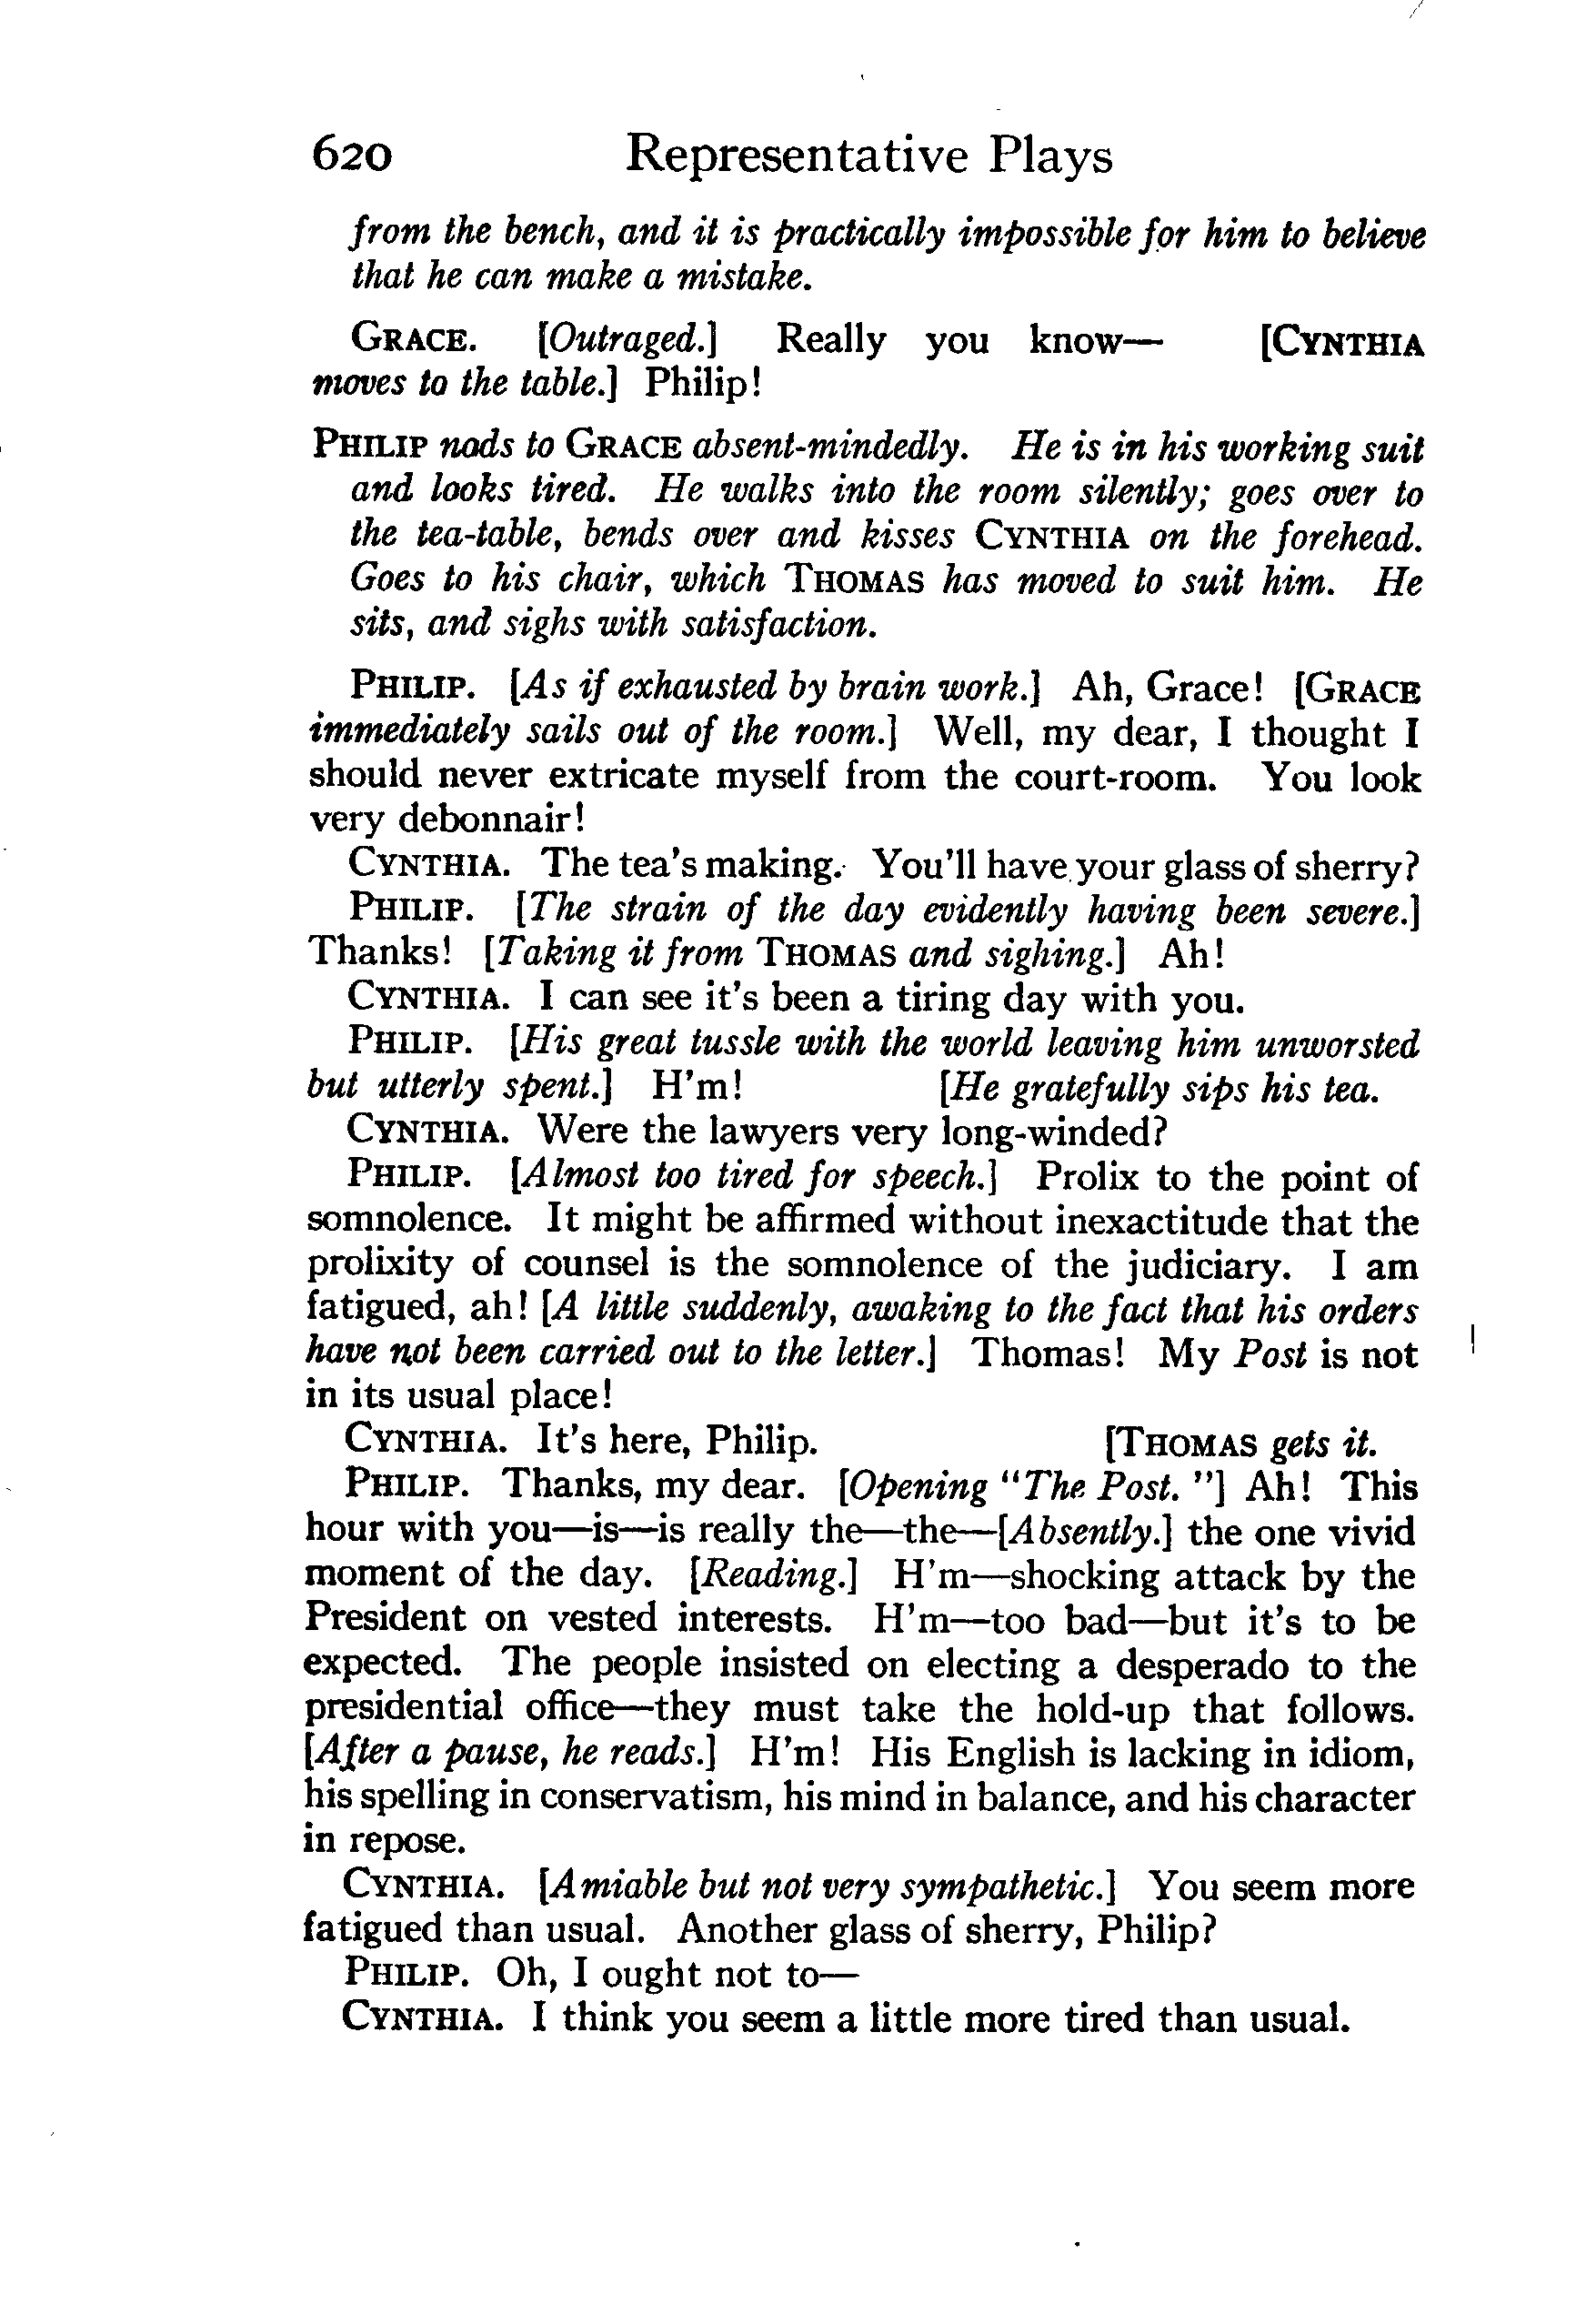 620 Representative Plays
from the bench, and it is practically impossible for him to believe
that he can make a mistake.
GRACE. [Outraged.] Really you know— [CYNTHIA
moves to the table.] Philip!
PHILIP nods to GRACE absent-mindedly. He is in his working suit
and looks tired. He walks into the room silently; goes over to
the tea-table, bends over and kisses CYNTHIA on the forehead.
Goes to his chair, which THOMAS has moved to suit him. He
sits, and sighs with satisfaction.
PHILIP. [As if exhausted by brain work.] Ah, Grace! [GRACE
immediately sails out of the room.] Well, my dear, I thought I
should never extricate myself from the court-room. You look
very debonnair!
CYNTHIA. The tea's making. You'll have your glass of sherry?
PHILIP. [The strain of the day evidently having been severe.]
Thanks! [Taking it from THOMAS and sighing.] Ah!
CYNTHIA. I can see it's been a tiring day with you.
PHILIP. [His great tussle with the world leaving him unworsted
but utterly spent.] H'm! [He gratefully sips his tea.
CYNTHIA. Were the lawyers very long-winded?
PHILIP. [Almost too tired for speech.] Prolix to the point of
somnolence. It might be affirmed without inexactitude that the
prolixity of counsel is the somnolence of the judiciary. I am
fatigued, ah! [A little suddenly, awaking to the fact that his orders
have not been carried out to the letter.] Thomas! My Post is not
in its usual place!
CYNTHIA. It's here, Philip. [THOMAS gets it.
PHILIP. Thanks, my dear. [Opening "The Post. "] Ah! This
hour with you—is—is really the—the—[Absently.] the one vivid
moment of the day. [Reading.] H'm—shocking attack by the
President on vested interests. H'm—too bad—but it's to be
expected. The people insisted on electing a desperado to the
presidential office—they must take the hold-up that follows.
[After a pause, he reads.] H'm! His English is lacking in idiom,
his spelling in conservatism, his mind in balance, and his character
in repose.
CYNTHIA. [Amiable but not very sympathetic.] You seem more
fatigued than usual. Another glass of sherry, Philip?
PHILIP. Oh, I ought not to—
CYNTHIA. I think you seem a little more tired than usual.